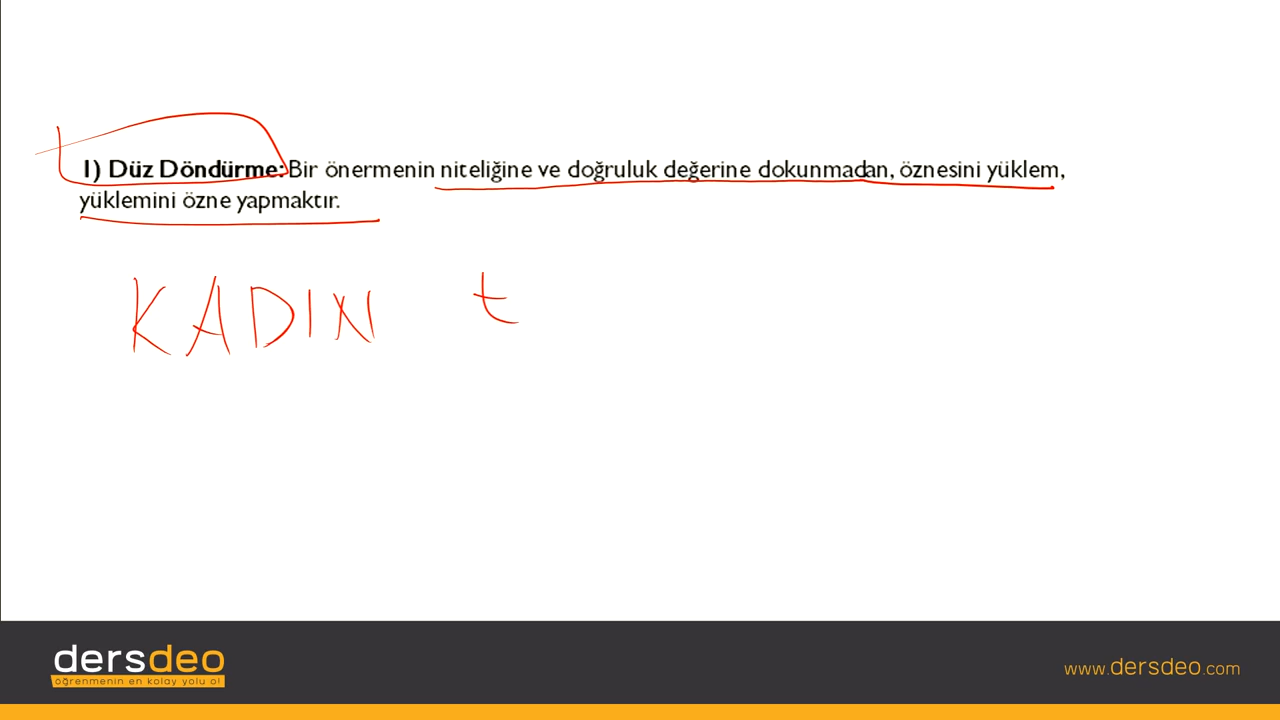 1) Düz Döndürme: Bir önermenin niteliğine ve doğruluk değerine dokunmadan, öznesini yüklem,
yüklemini özne yapmaktır.
KADIN t
dersdeo
öğrenmenin en kolay yolu o!
www.dersdeo.com